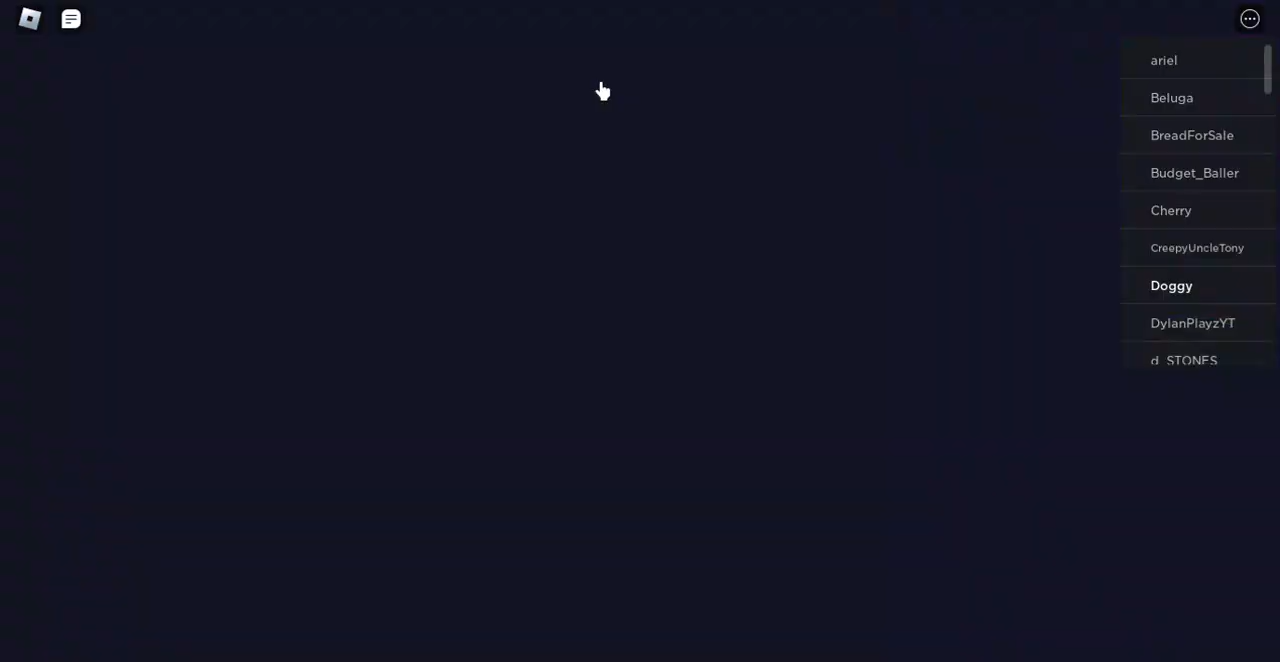 ariel
Beluga
BreadForSale
Budget_Baller
Cherry
CreepyUncleTony
Doggy
DylanPlayzYT
d_STONES